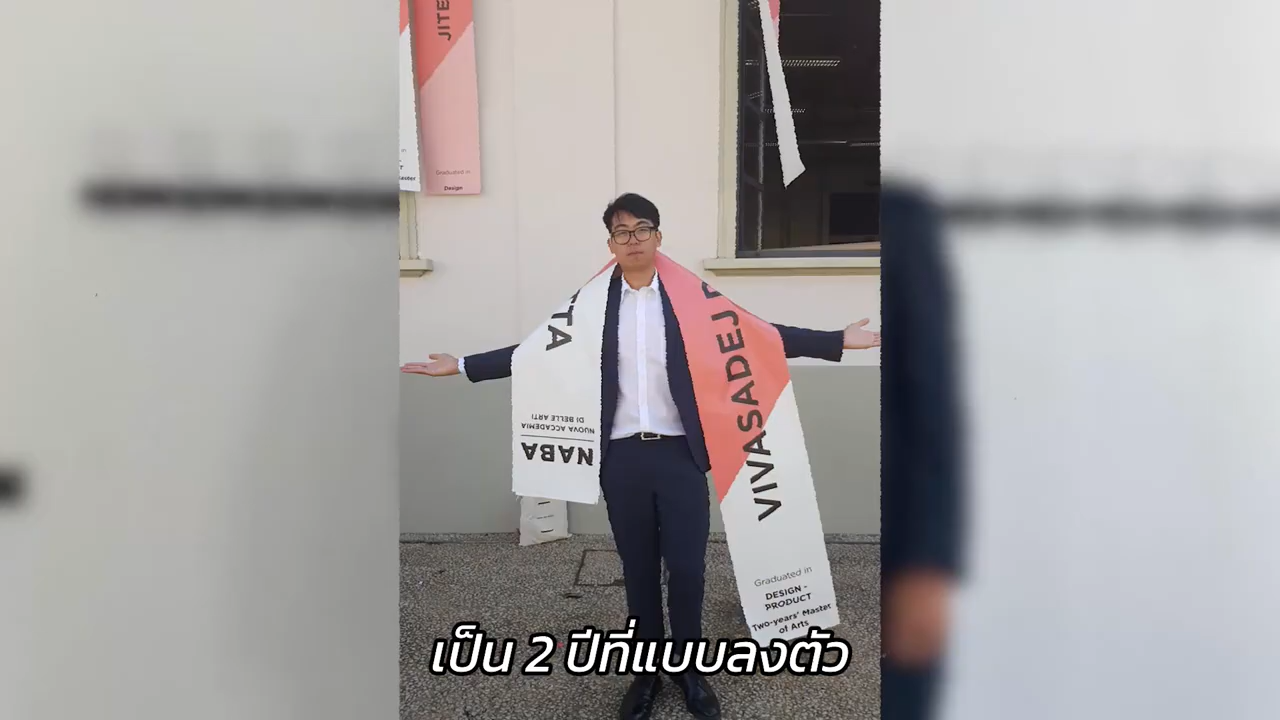 JITE
Graduated in
Design
TTA
NUOVA ACCADEMIA
DI BELLE ARTI
NABA
VIVASADEJ
Graduated in
DESIGN -
PRODUCT
Two-years' Master
of Arts
เป็น 2 ปีที่แบบลงตัว